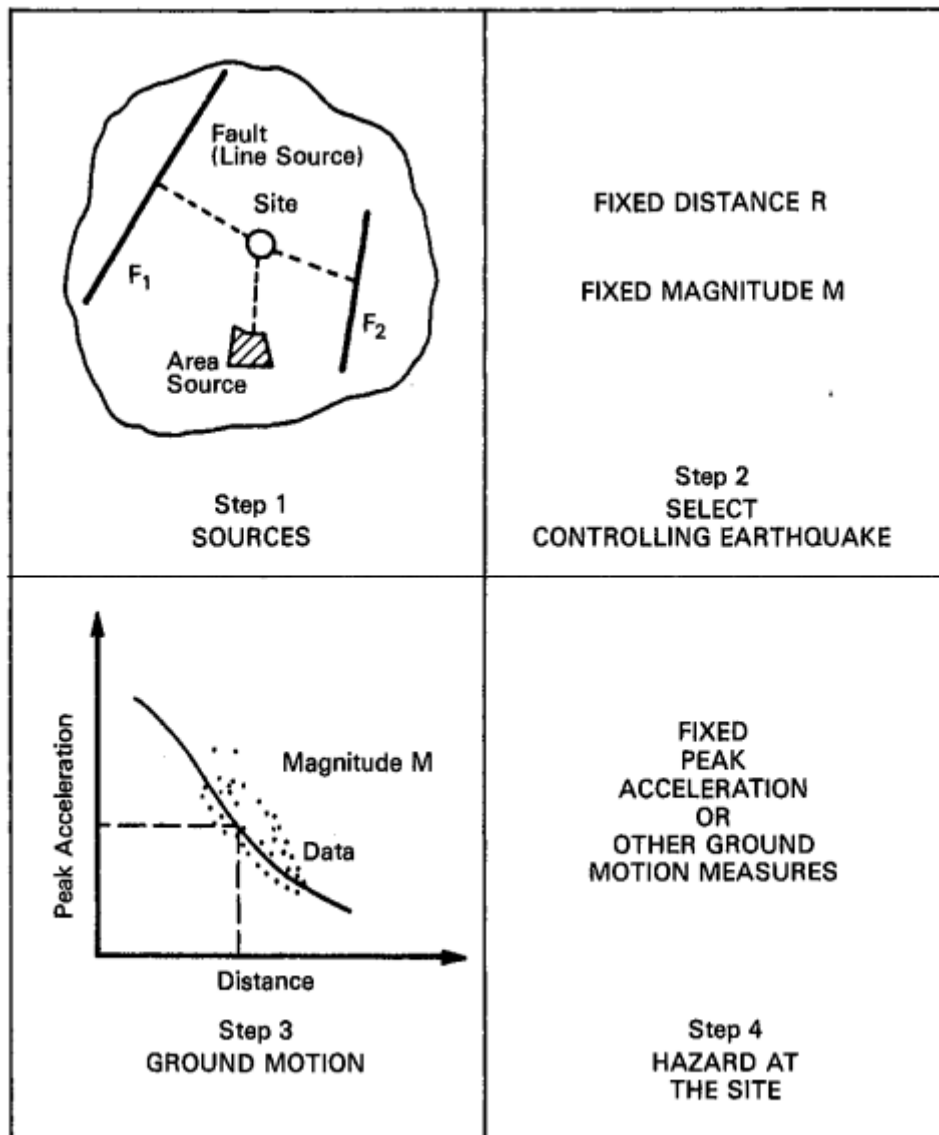 Fault
(Line Source)
Site
F1
F2
Area
Source
Step 1
SOURCES
FIXED DISTANCE R
FIXED MAGNITUDE M
Step 2
SELECT
CONTROLLING EARTHQUAKE
Peak Acceleration
Magnitude M
Data
Distance
Step 3
GROUND MOTION
FIXED
PEAK
ACCELERATION
OR
OTHER GROUND
MOTION MEASURES
Step 4
HAZARD AT
THE SITE